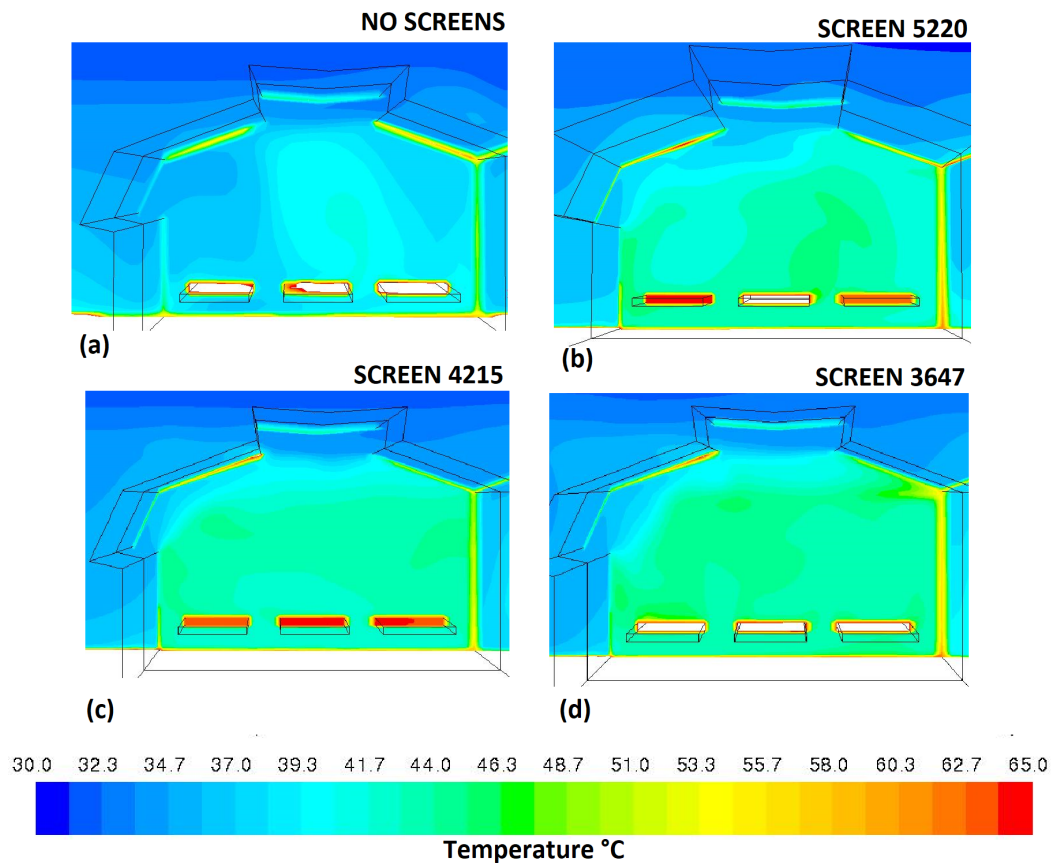 NO SCREENS
SCREEN 5220
(a)
(b)
SCREEN 4215
SCREEN 3647
(c)
(d)
30.0 32.3 34.7 37.0 39.3 41.7 44.0 46.3 48.7 51.0 53.3 55.7 58.0 60.3 62.7 65.0
Temperature °C